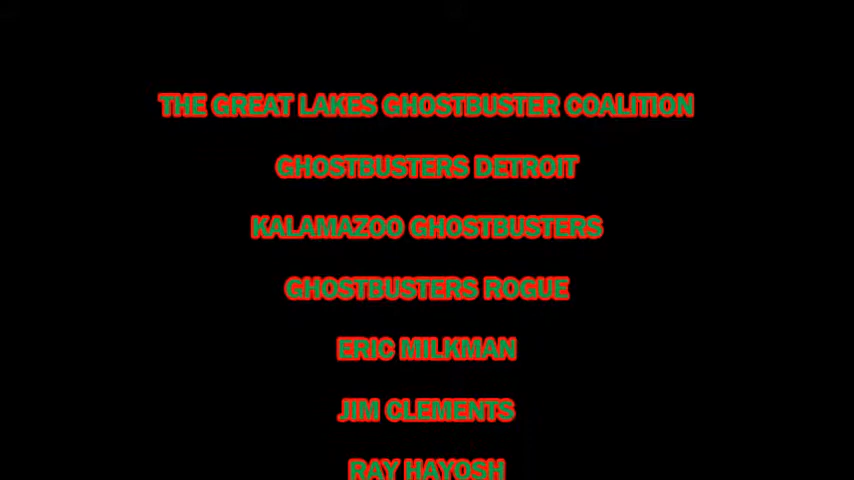 THE GREAT LAKES GHOSTBUSTER COALITION
GHOSTBUSTERS DETROIT
KALAMAZOO GHOSTBUSTERS
GHOSTBUSTERS ROGUE
ERIC MILKMAN
JIM CLEMENTS
RAY HAYOSH